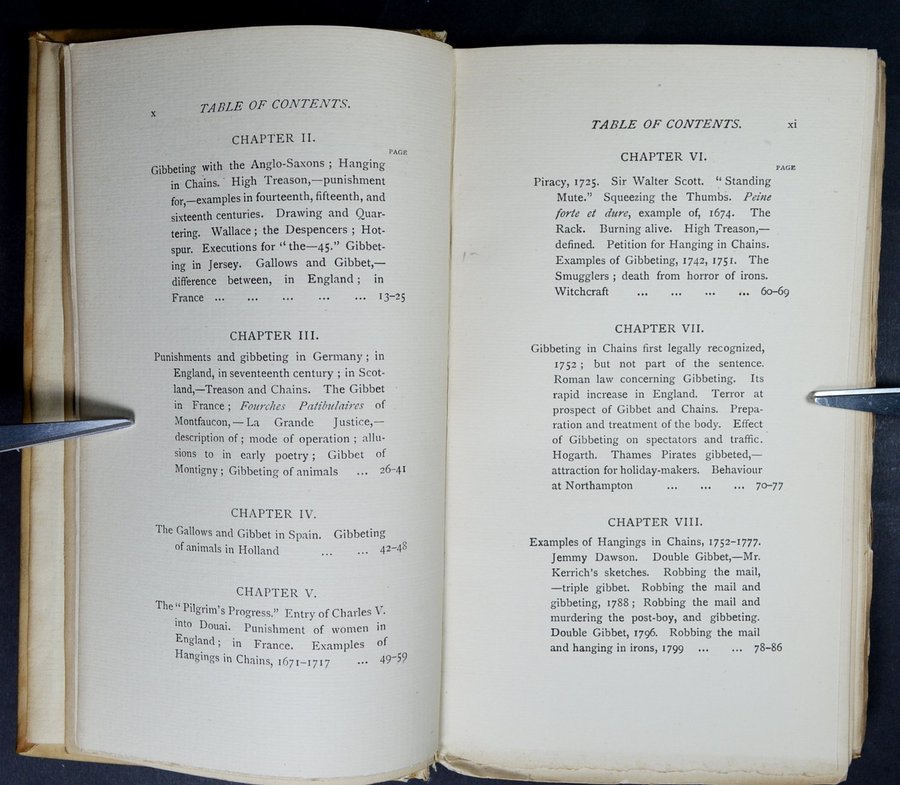 x
TABLE OF CONTENTS.
CHAPTER II.
PAGE
Gibbeting with the Anglo-Saxons ; Hanging
in Chains. High Treason,—punishment
for,—examples in fourteenth, fifteenth, and
sixteenth centuries. Drawing and Quar-
tering. Wallace ; the Despencers ; Hot-
spur. Executions for “the—45.” Gibbet-
ing in Jersey. Gallows and Gibbet,—
difference between, in England ; in
France ... ... ... ... ... 13–25
CHAPTER III.
Punishments and gibbeting in Germany ; in
England, in seventeenth century ; in Scot-
land,—Treason and Chains. The Gibbet
in France ; Fourches Patibulaires of
Montfaucon,—La Grande Justice,—
description of ; mode of operation ; allu-
sions to in early poetry ; Gibbet of
Montigny ; Gibbeting of animals ... 26–41
CHAPTER IV.
The Gallows and Gibbet in Spain. Gibbeting
of animals in Holland ... ... 42–48
CHAPTER V.
The “Pilgrim's Progress.” Entry of Charles V.
into Douai. Punishment of women in
England ; in France. Examples of
Hangings in Chains, 1671–1717 ... 49–59
TABLE OF CONTENTS. xi
CHAPTER VI.
PAGE
Piracy, 1725. Sir Walter Scott. “Standing
Mute.” Squeezing the Thumbs. Peine
forte et dure, example of, 1674. The
Rack. Burning alive. High Treason,—
defined. Petition for Hanging in Chains.
Examples of Gibbeting, 1742, 1751. The
Smugglers ; death from horror of irons.
Witchcraft ... ... ... ... 60–69
CHAPTER VII.
Gibbeting in Chains first legally recognized,
1752 ; but not part of the sentence.
Roman law concerning Gibbeting. Its
rapid increase in England. Terror at
prospect of Gibbet and Chains. Prepa-
ration and treatment of the body. Effect
of Gibbeting on spectators and traffic.
Hogarth. Thames Pirates gibbeted,—
attraction for holiday-makers. Behaviour
at Northampton ... ... ... 70–77
CHAPTER VIII.
Examples of Hangings in Chains, 1752–1777.
Jemmy Dawson. Double Gibbet,—Mr.
Kerrich's sketches. Robbing the mail,
—triple gibbet. Robbing the mail and
gibbeting, 1788 ; Robbing the mail and
murdering the post-boy, and gibbeting.
Double Gibbet, 1796. Robbing the mail
and hanging in irons, 1799 ... ... 78–86